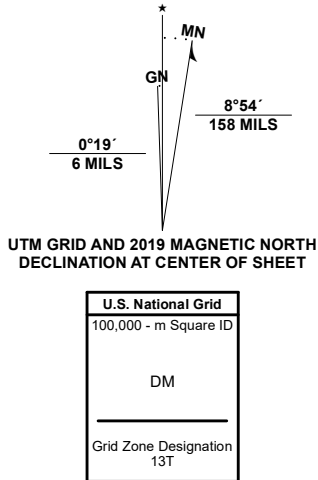 ★
MN
GN
8°54´
158 MILS
0°19´
6 MILS
UTM GRID AND 2019 MAGNETIC NORTH
DECLINATION AT CENTER OF SHEET
U.S. National Grid
100,000 - m Square ID
DM
Grid Zone Designation
13T